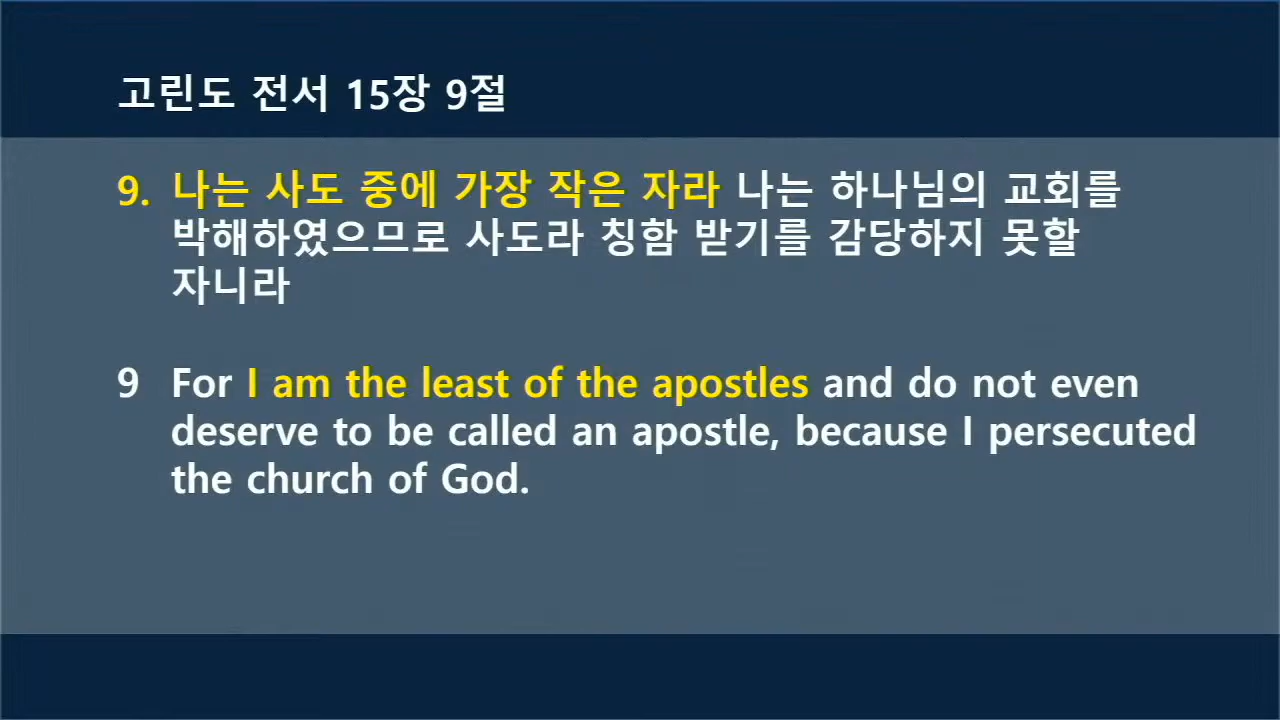 고린도 전서 15장 9절
9. 나는 사도 중에 가장 작은 자라 나는 하나님의 교회를
박해하였으므로 사도라 칭함 받기를 감당하지 못할
자니라
9 For I am the least of the apostles and do not even
deserve to be called an apostle, because I persecuted
the church of God.